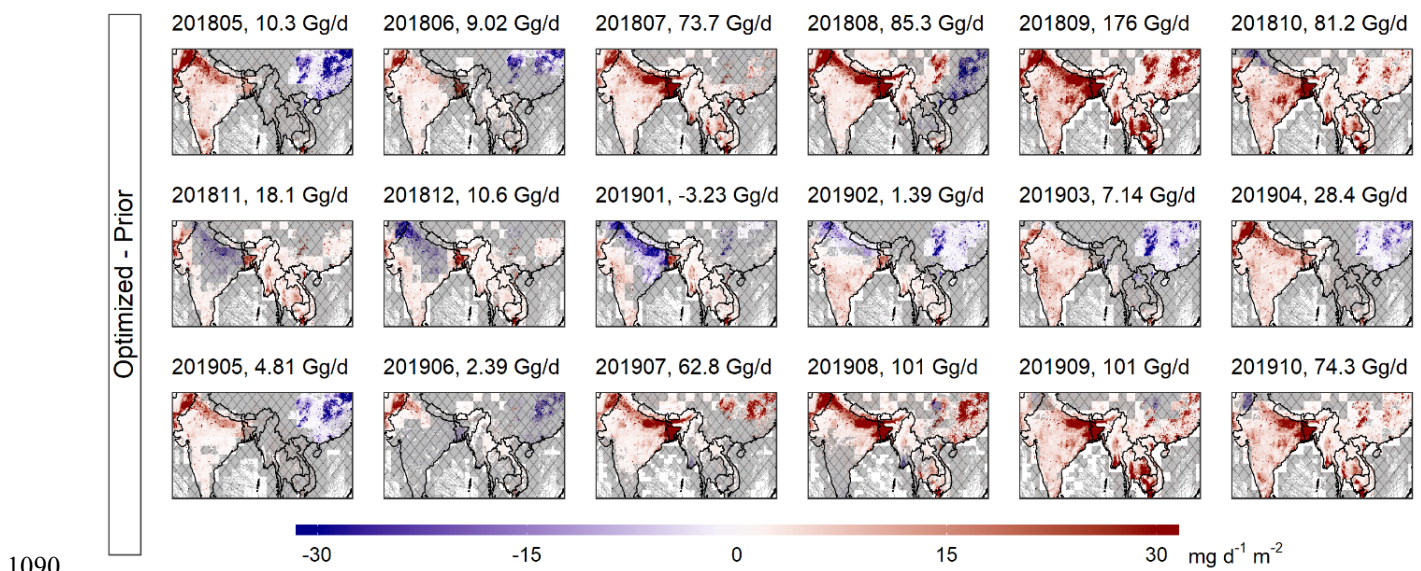 Optimized - Prior
201805, 10.3 Gg/d 201806, 9.02 Gg/d 201807, 73.7 Gg/d 201808, 85.3 Gg/d 201809, 176 Gg/d 201810, 81.2 Gg/d
201811, 18.1 Gg/d 201812, 10.6 Gg/d 201901, -3.23 Gg/d 201902, 1.39 Gg/d 201903, 7.14 Gg/d 201904, 28.4 Gg/d
201905, 4.81 Gg/d 201906, 2.39 Gg/d 201907, 62.8 Gg/d 201908, 101 Gg/d 201909, 101 Gg/d 201910, 74.3 Gg/d
-30 -15 0 15 30 mg d⁻¹ m⁻²
1090